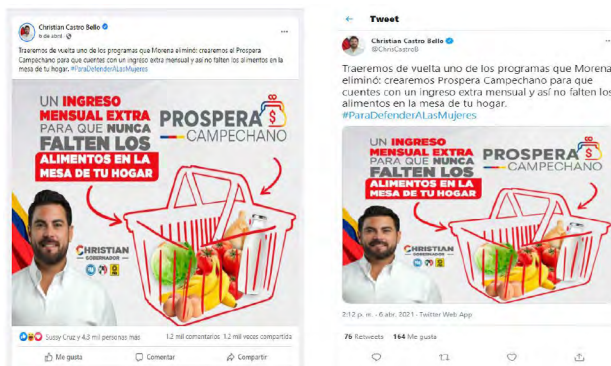 Christian Castro Bello
6 de abril
Traeremos de vuelta uno de los programas que Morena eliminó: crearemos el Prospera
Campechano para que cuentes con un ingreso extra mensual y así no falten los alimentos en la
mesa de tu hogar. #ParaDefenderALasMujeres
UN INGRESO
MENSUAL EXTRA
PARA QUE NUNCA
FALTEN LOS
ALIMENTOS EN LA
MESA DE TU HOGAR
PROSPERA
CAMPECHANO
CHRISTIAN
GOBERNADOR
PRI
Sussy Cruz y 4,3 mil personas más
1.2 mil comentarios 1.2 mil veces compartida
Me gusta
Comentar
Compartir
Tweet
Christian Castro Bello
@ChrisCastroB
Traeremos de vuelta uno de los programas que Morena
eliminó: crearemos Prospera Campechano para que
cuentes con un ingreso extra mensual y así no falten los
alimentos en la mesa de tu hogar.
#ParaDefenderALasMujeres
UN INGRESO
MENSUAL EXTRA
PARA QUE NUNCA
FALTEN LOS
ALIMENTOS EN LA
MESA DE TU HOGAR
PROSPERA
CAMPECHANO
CHRISTIAN
GOBERNADOR
2:12 p. m. · 6 abr. 2021 · Twitter Web App
76 Retweets 164 Me gusta